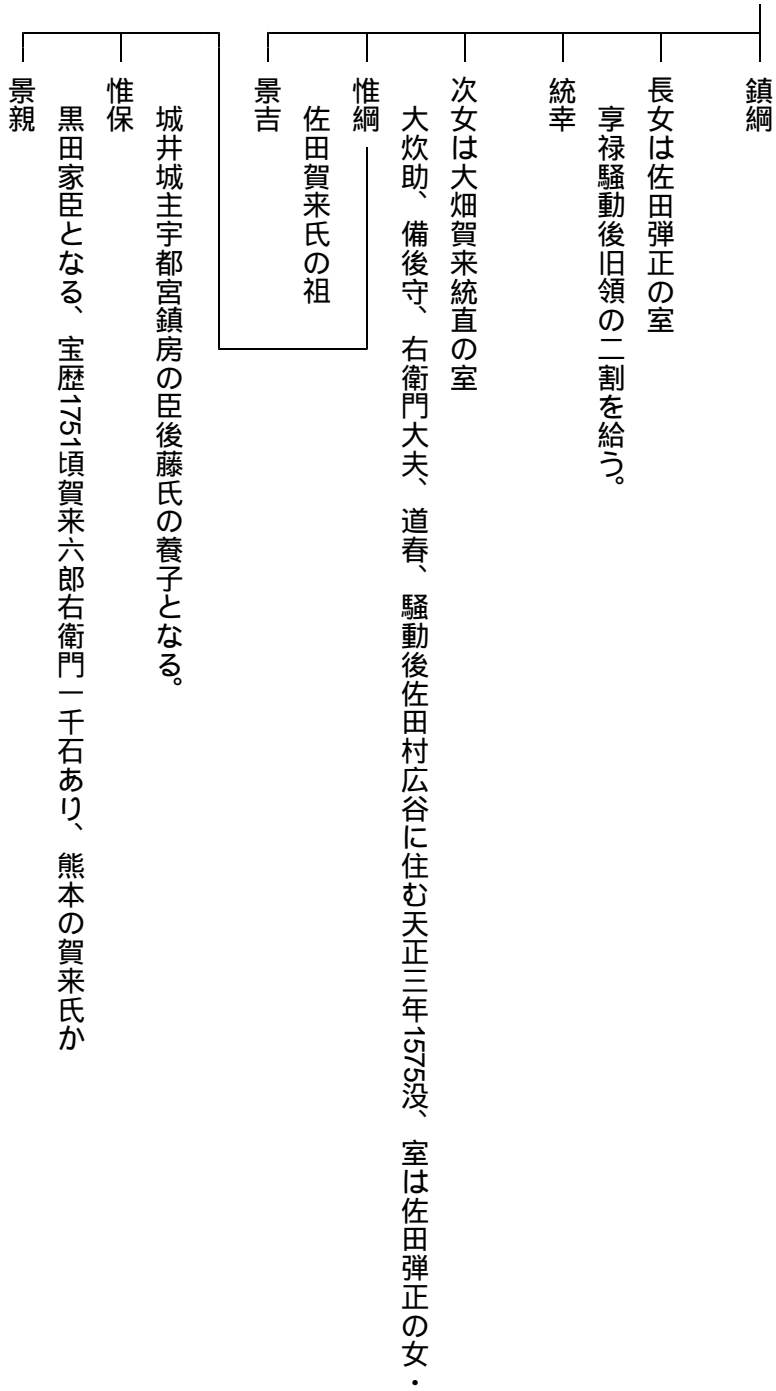 鎮綱
長女は佐田弾正の室
享禄騒動後旧領の二割を給う。
統幸
次女は大畑賀来統直の室
大炊助、備後守、右衛門大夫、道春、騒動後佐田村広谷に住む天正三年1575没、室は佐田弾正の女・
惟綱
佐田賀来氏の祖
景吉
城井城主宇都宮鎮房の臣後藤氏の養子となる。
惟保
黒田家臣となる、宝歴1751頃賀来六郎右衛門一千石あり、熊本の賀来氏か
景親